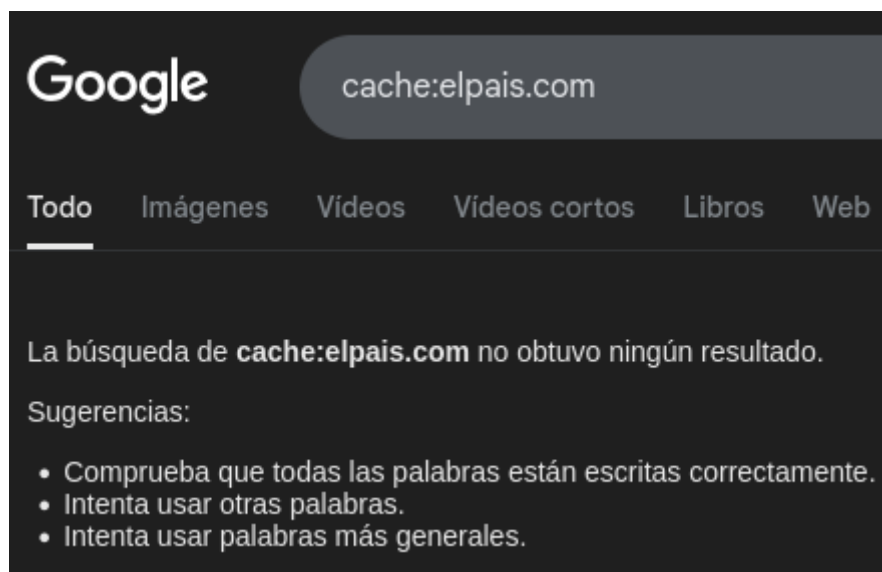 Google
cache:elpais.com
Todo Imágenes Vídeos Vídeos cortos Libros Web
La búsqueda de cache:elpais.com no obtuvo ningún resultado.
Sugerencias:
• Comprueba que todas las palabras están escritas correctamente.
• Intenta usar otras palabras.
• Intenta usar palabras más generales.